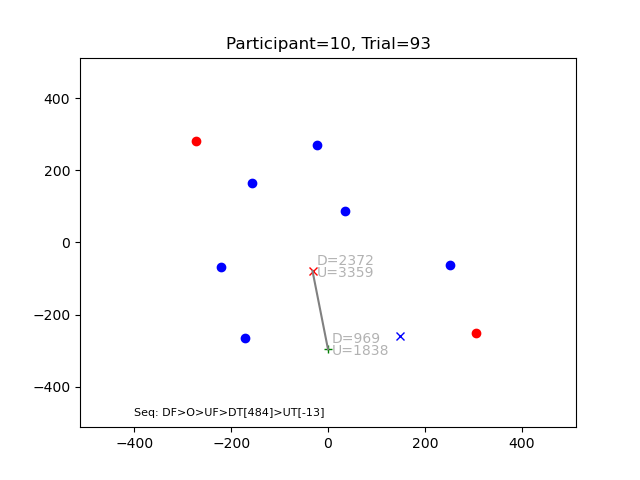 Participant=10, Trial=93
400
200
0
−200
−400
D=2372
U=3359
D=969
U=1838
Seq: DF>O>UF>DT[484]>UT[-13]
−400
−200
0
200
400